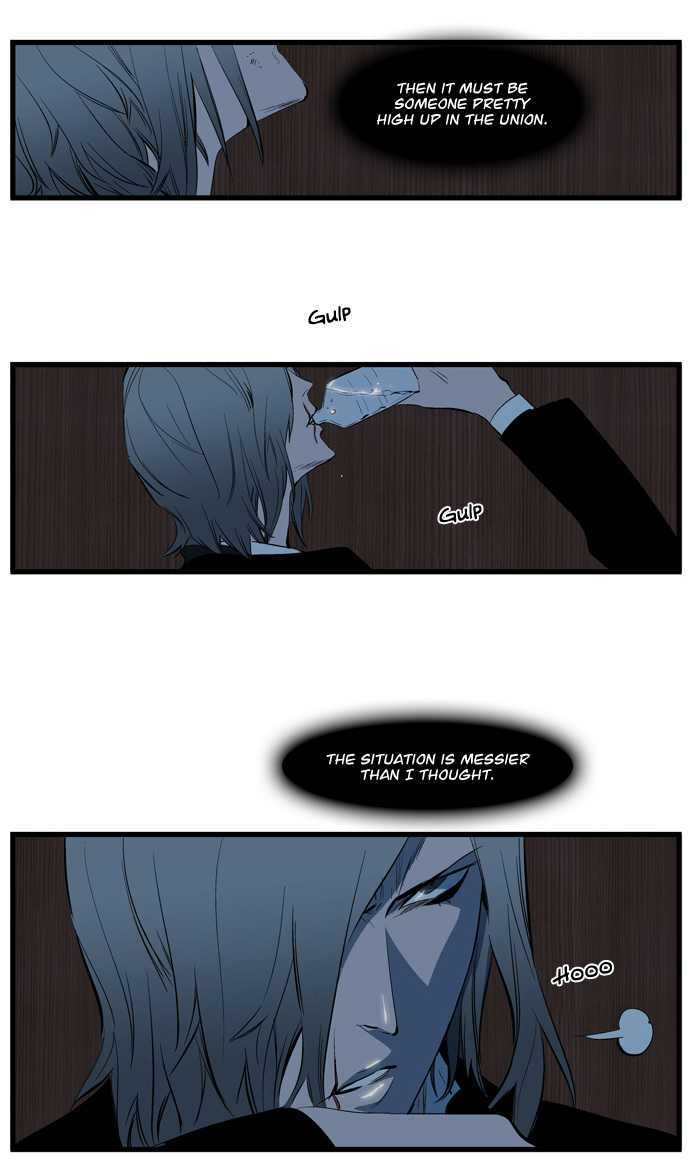 THEN IT MUST BE
SOMEONE PRETTY
HIGH UP IN THE UNION.
GULP
GULP
THE SITUATION IS MESSIER
THAN I THOUGHT.
HOOO